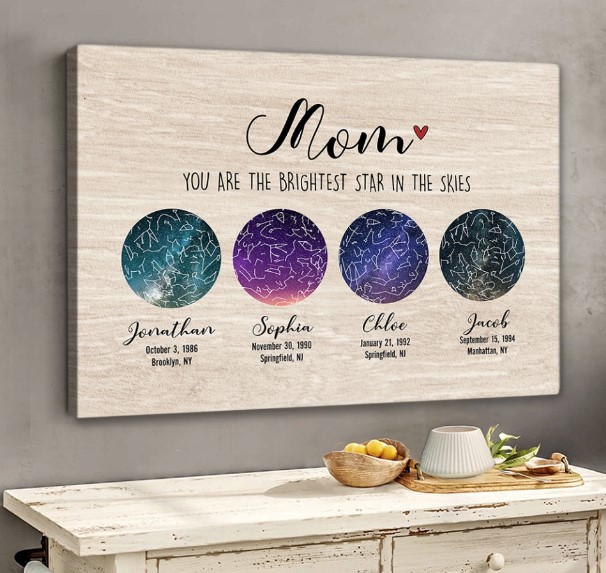 Mom
YOU ARE THE BRIGHTEST STAR IN THE SKIES
Jonathan
October 3, 1986
Brooklyn, NY
Sophia
November 30, 1990
Springfield, NJ
Chloe
January 21, 1992
Springfield, NJ
Jacob
September 15, 1994
Manhattan, NY